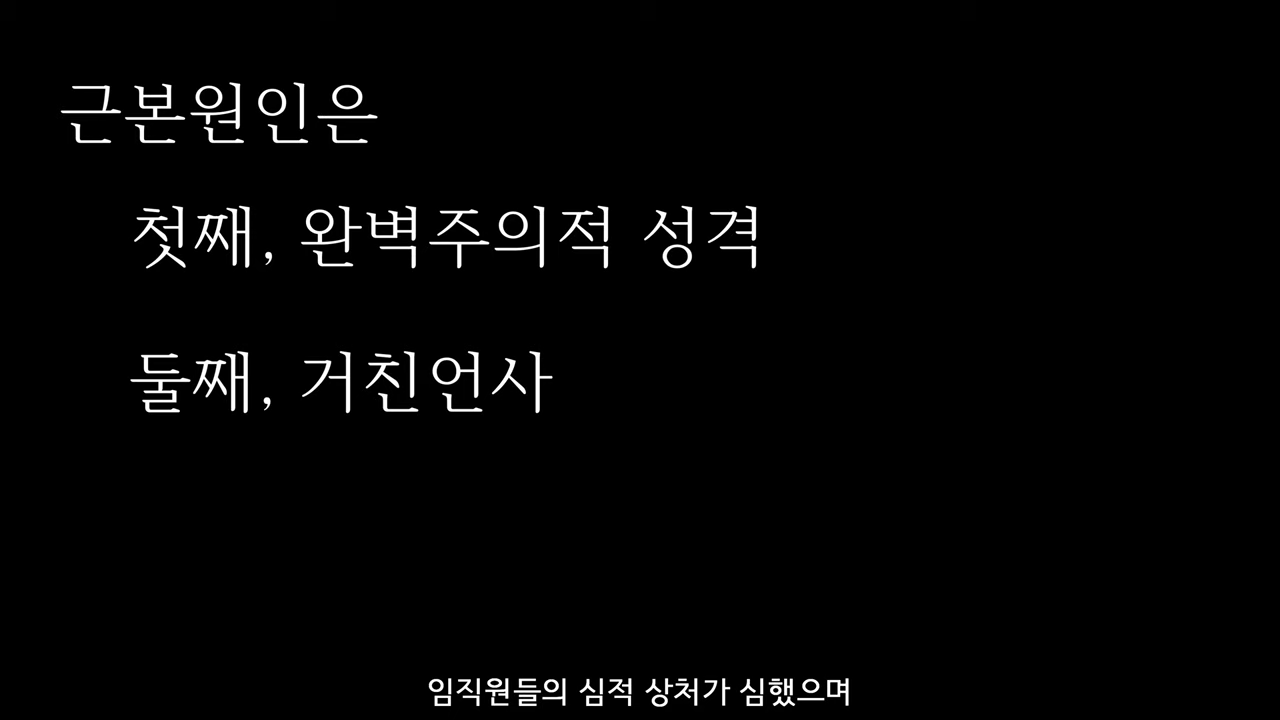 근본원인은
첫째, 완벽주의적 성격
둘째, 거친언사
임직원들의 심적 상처가 심했으며